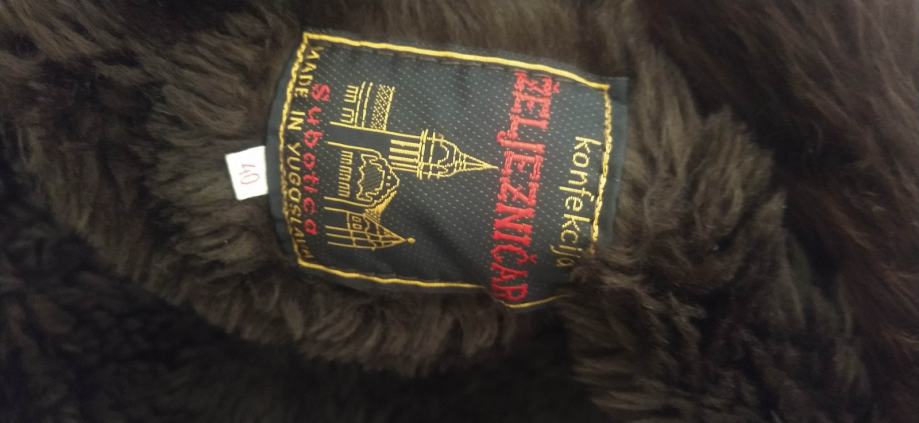 konfekcija
ŽELJEZNIČAR
Subotica
MADE IN YUGOSLAVIA
40